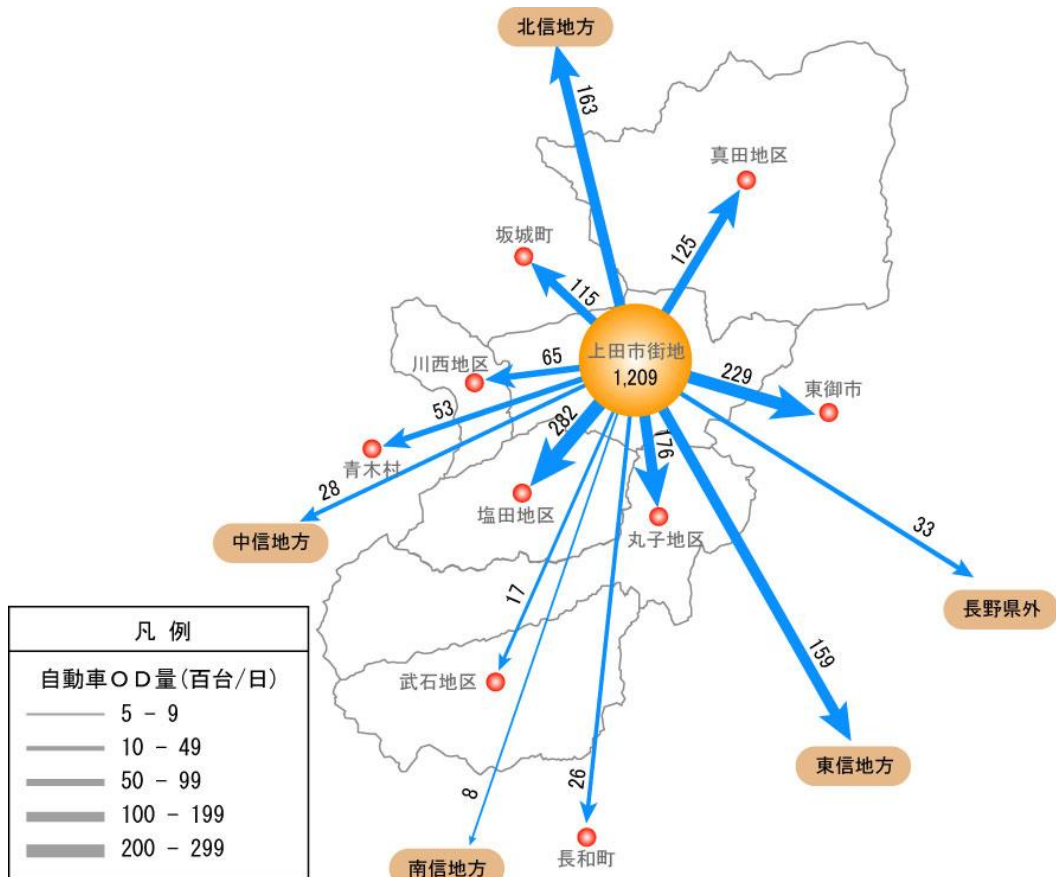 北信地方
163
真田地区
125
坂城町
115
上田市街地
1,209
川西地区
65
229
東御市
53
青木村
282
176
28
塩田地区
丸子地区
中信地方
33
長野県外
17
159
武石地区
東信地方
8
26
長和町
南信地方
凡 例
自動車OD量(百台/日)
5 - 9
10 - 49
50 - 99
100 - 199
200 - 299